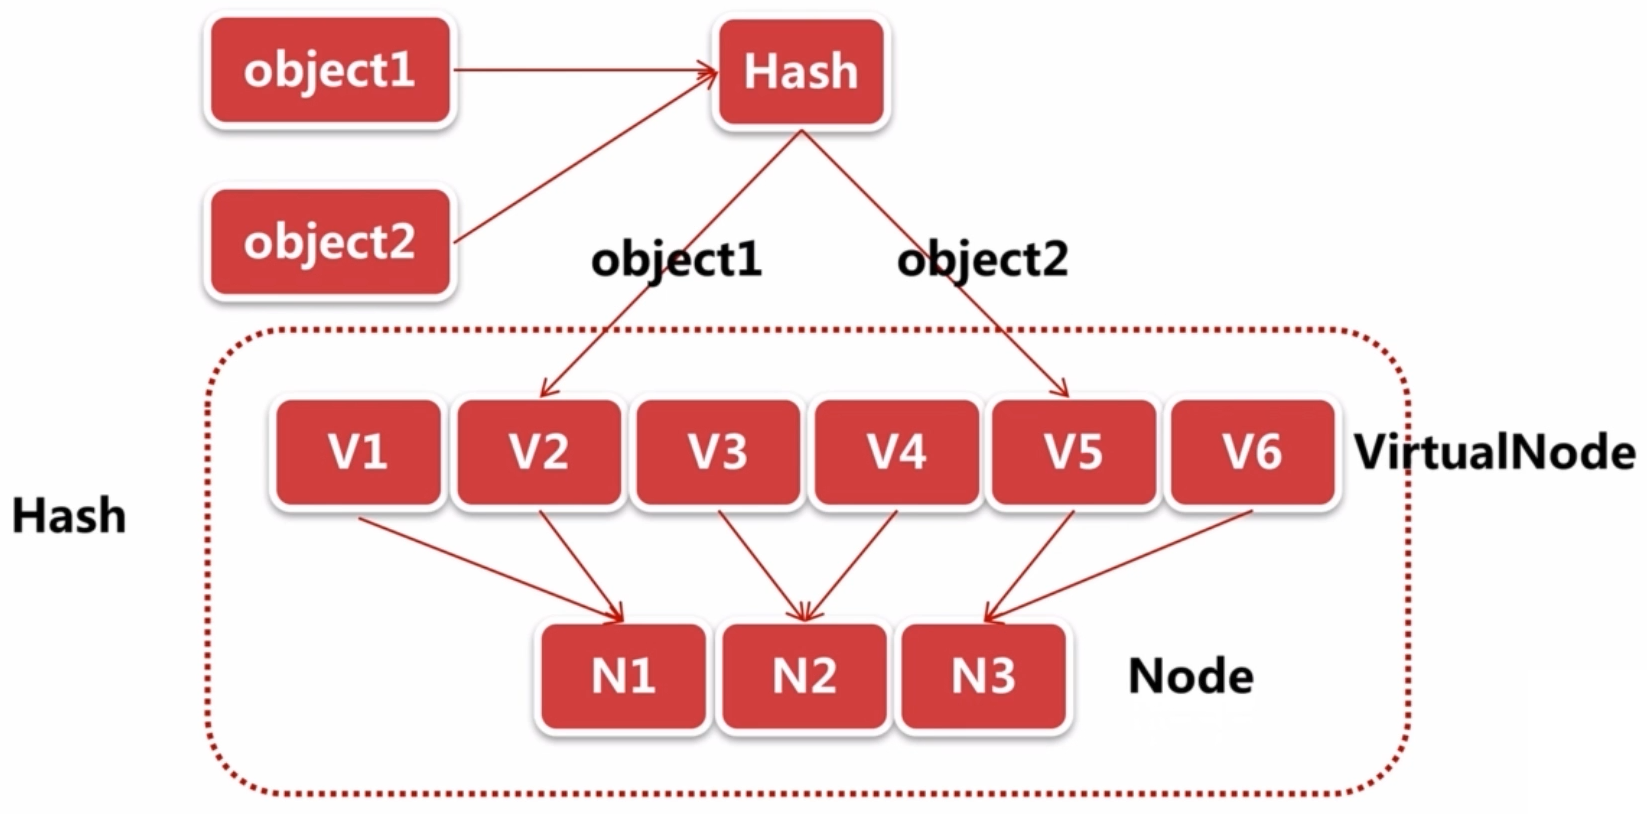 object1
Hash
object2
object1
object2
V1
V2
V3
V4
V5
V6
VirtualNode
Hash
N1
N2
N3
Node